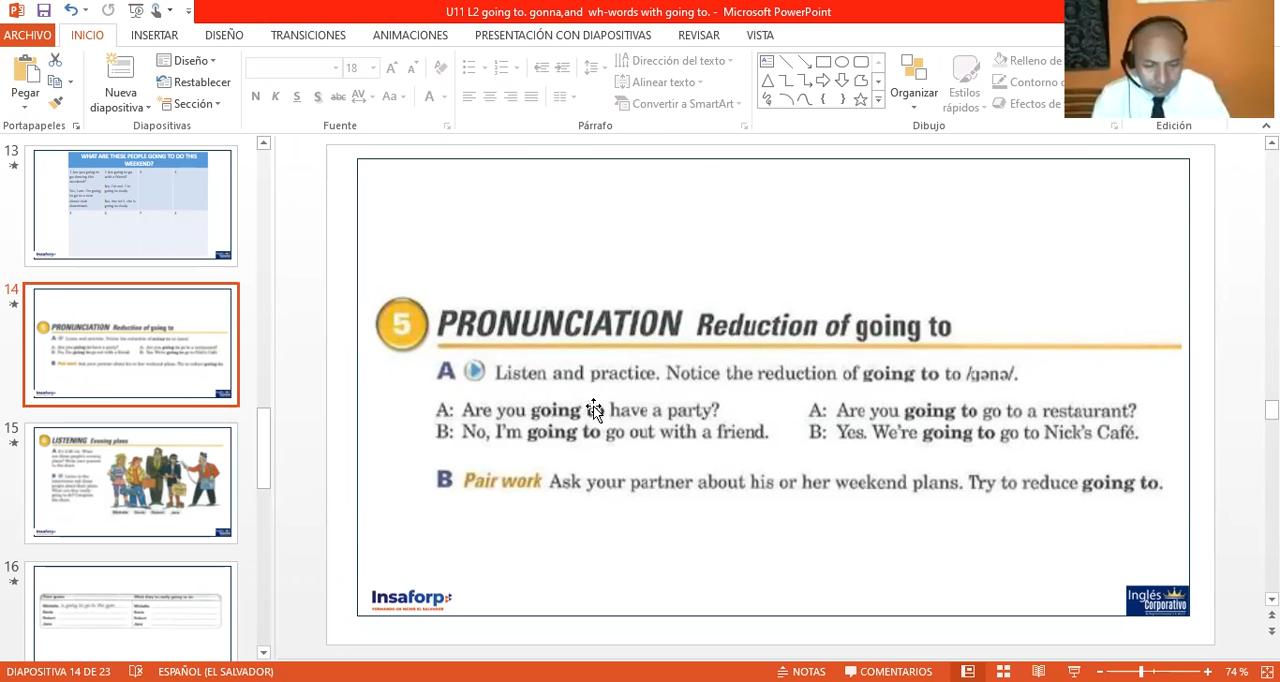 U11 L2 going to. gonna,and  wh-words with going to. - Microsoft PowerPoint
ARCHIVO INICIO INSERTAR DISEÑO TRANSICIONES ANIMACIONES PRESENTACIÓN CON DIAPOSITIVAS REVISAR VISTA
Pegar
Nueva
diapositiva
Diseño
Restablecer
Sección
18
N K S S abc AV Aa A
Dirección del texto
Alinear texto
Convertir a SmartArt
Organizar
Estilos
rápidos
Relleno de
Contorno
Efectos de
Portapapeles Diapositivas Fuente Párrafo Dibujo Edición
13
WHAT ARE THESE PEOPLE GOING TO DO THIS
WEEKEND?
Insaforp
14
PRONUNCIATION Reduction of going to
Insaforp
15
LISTENING Evening plans
Insaforp
16
5 PRONUNCIATION Reduction of going to
A Listen and practice. Notice the reduction of going to to /gənə/.
A: Are you going to have a party?
B: No, I'm going to go out with a friend.
A: Are you going to go to a restaurant?
B: Yes. We're going to go to Nick's Café.
B Pair work Ask your partner about his or her weekend plans. Try to reduce going to.
Insaforp
Inglés
Corporativo
DIAPOSITIVA 14 DE 23 ESPAÑOL (EL SALVADOR) NOTAS COMENTARIOS 74 %